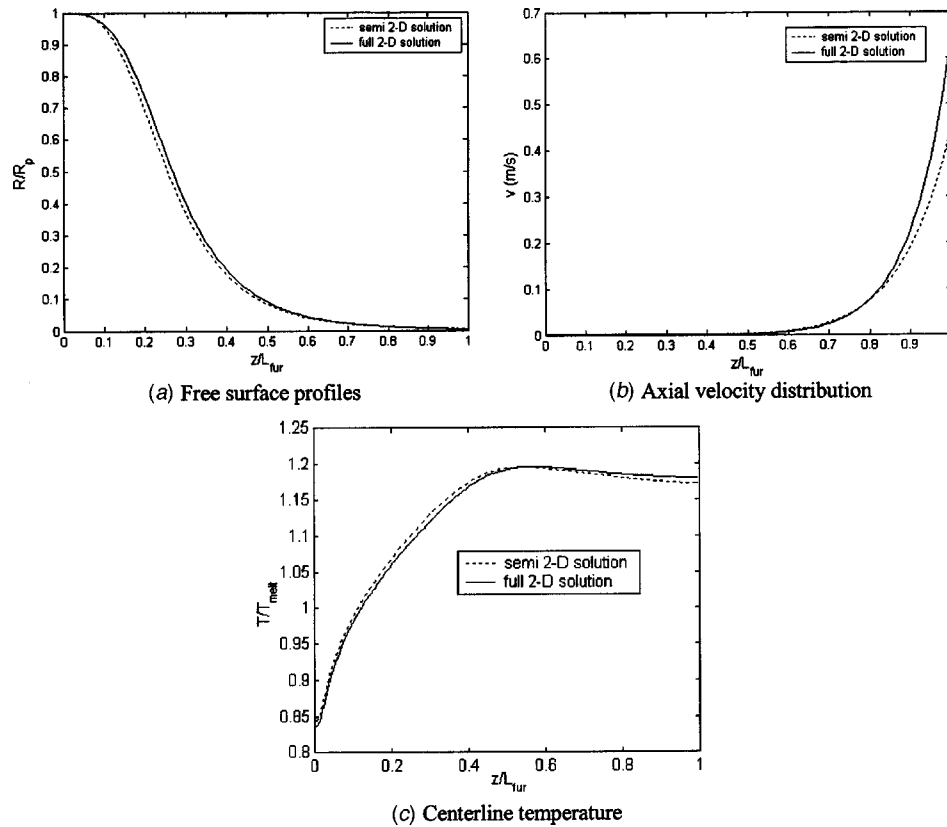 semi 2-D solution
full 2-D solution
1
0.9
0.8
0.7
0.6
0.5
0.4
0.3
0.2
0.1
0
R/R_p
0 0.1 0.2 0.3 0.4 0.5 0.6 0.7 0.8 0.9 1
z/L_fur
(a) Free surface profiles
semi 2-D solution
full 2-D solution
0.7
0.6
0.5
0.4
0.3
0.2
0.1
0
v (m/s)
0 0.1 0.2 0.3 0.4 0.5 0.6 0.7 0.8 0.9
z/L_fur
(b) Axial velocity distribution
1.25
1.2
1.15
1.1
1.05
1
0.95
0.9
0.85
0.8
T/T_melt
semi 2-D solution
full 2-D solution
0 0.2 0.4 0.6 0.8 1
z/L_fur
(c) Centerline temperature